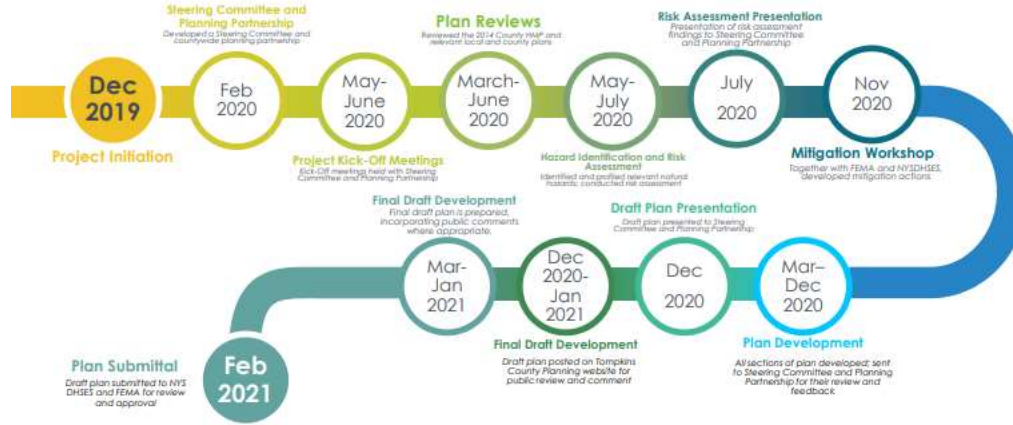 Steering Committee and
Planning Partnership
Developed a Steering Committee and
countywide planning partnership
Plan Reviews
Reviewed the 2014 County HMP and
relevant local and county plans
Risk Assessment Presentation
Presentation of risk assessment
findings to Steering Committee
and Planning Partnership
Dec
2019
Feb
2020
May-
June
2020
March-
June
2020
May-
July
2020
July
2020
Nov
2020
Project Initiation
Project Kick-Off Meetings
Kick-Off meetings held with Steering
Committee and Planning Partnership
Hazard Identification and Risk
Assessment
Identified and profiled relevant natural
hazards; conducted risk assessment
Mitigation Workshop
Together with FEMA and NYSDHSES,
developed mitigation actions
Final Draft Development
Final draft plan is prepared,
incorporating public comments
where appropriate.
Draft Plan Presentation
Draft plan presented to Steering
Committee and Planning Partnership
Mar-
Jan
2021
Dec
2020-
Jan
2021
Dec
2020
Mar–
Dec
2020
Final Draft Development
Draft plan posted on Tompkins
County Planning website for
public review and comment
Plan Development
All sections of plan developed; sent
to Steering Committee and Planning
Partnership for their review and
feedback
Plan Submittal
Draft plan submitted to NYS
DHSES and FEMA for review
and approval
Feb
2021